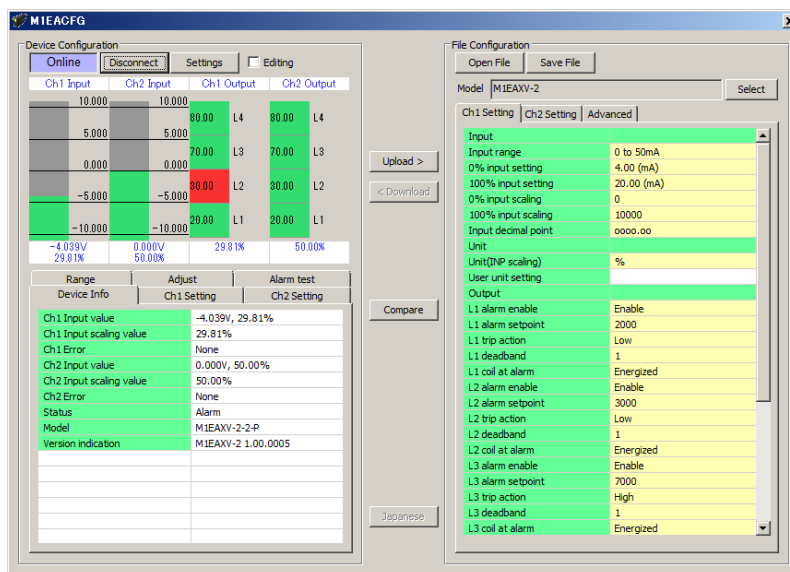 M1EACFG
Device Configuration
Online Disconnect Settings Editing
Ch1 Input Ch2 Input Ch1 Output Ch2 Output
10.000 10.000
80.00 L4 80.00 L4
5.000 5.000
70.00 L3 70.00 L3
0.000 0.000
30.00 L2 30.00 L2
-5.000 -5.000
20.00 L1 20.00 L1
-10.000 -10.000
-4.039V 0.000V 29.81% 50.00%
29.81% 50.00%
Range Adjust Alarm test
Device Info Ch1 Setting Ch2 Setting
Ch1 Input value -4.039V, 29.81%
Ch1 Input scaling value 29.81%
Ch1 Error None
Ch2 Input value 0.000V, 50.00%
Ch2 Input scaling value 50.00%
Ch2 Error None
Status Alarm
Model M1EAXV-2-2-P
Version indication M1EAXV-2 1.00.0005
Upload >
< Download
Compare
Japanese
File Configuration
Open File Save File
Model M1EAXV-2 Select
Ch1 Setting Ch2 Setting Advanced
Input
Input range 0 to 50mA
0% input setting 4.00 (mA)
100% input setting 20.00 (mA)
0% input scaling 0
100% input scaling 10000
Input decimal point oooo.oo
Unit
Unit(INP scaling) %
User unit setting
Output
L1 alarm enable Enable
L1 alarm setpoint 2000
L1 trip action Low
L1 deadband 1
L1 coil at alarm Energized
L2 alarm enable Enable
L2 alarm setpoint 3000
L2 trip action Low
L2 deadband 1
L2 coil at alarm Energized
L3 alarm enable Enable
L3 alarm setpoint 7000
L3 trip action High
L3 deadband 1
L3 coil at alarm Energized